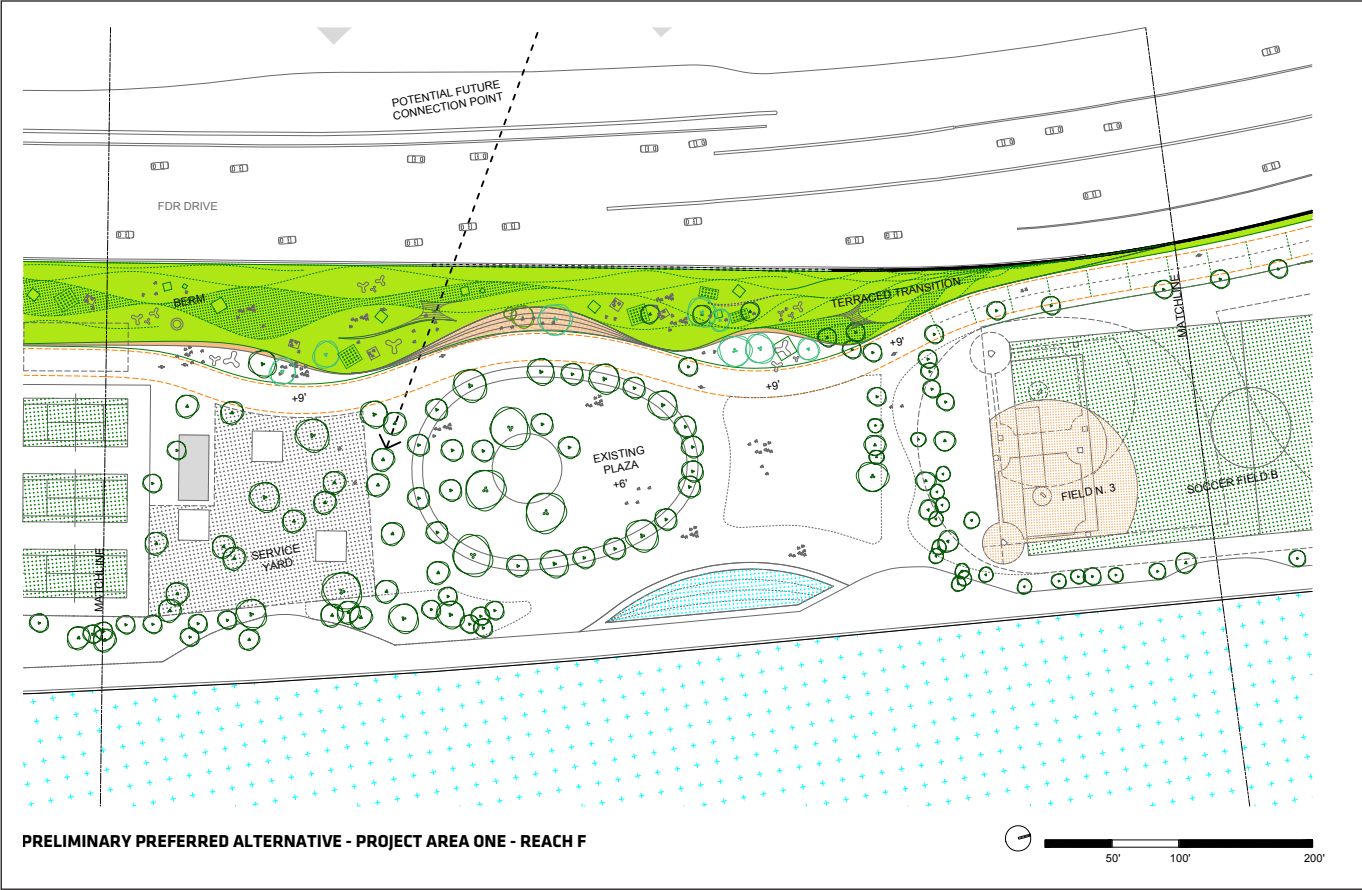 POTENTIAL FUTURE
CONNECTION POINT
FDR DRIVE
BERM
TERRACED TRANSITION
MATCHLINE
+9'
+9'
+9'
EXISTING
PLAZA
+6'
FIELD N. 3
SOCCER FIELD B
SERVICE
YARD
MATCHLINE
PRELIMINARY PREFERRED ALTERNATIVE - PROJECT AREA ONE - REACH F
50' 100' 200'